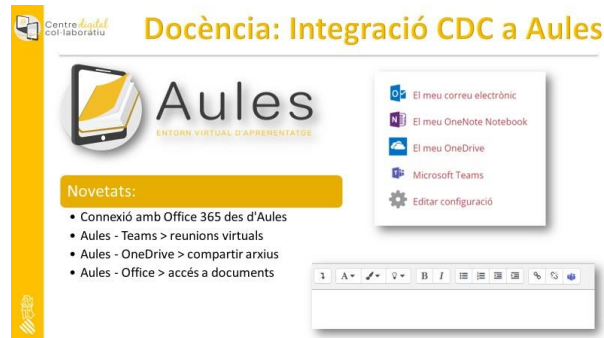 Centre digital
col·laboratiu
Docència: Integració CDC a Aules
Aules
ENTORN VIRTUAL D'APRENENTATGE
El meu correu electrònic
El meu OneNote Notebook
El meu OneDrive
Microsoft Teams
Editar configuració
Novetats:
• Connexió amb Office 365 des d'Aules
• Aules - Teams > reunions virtuals
• Aules - OneDrive > compartir arxius
• Aules - Office > accés a documents
A B I